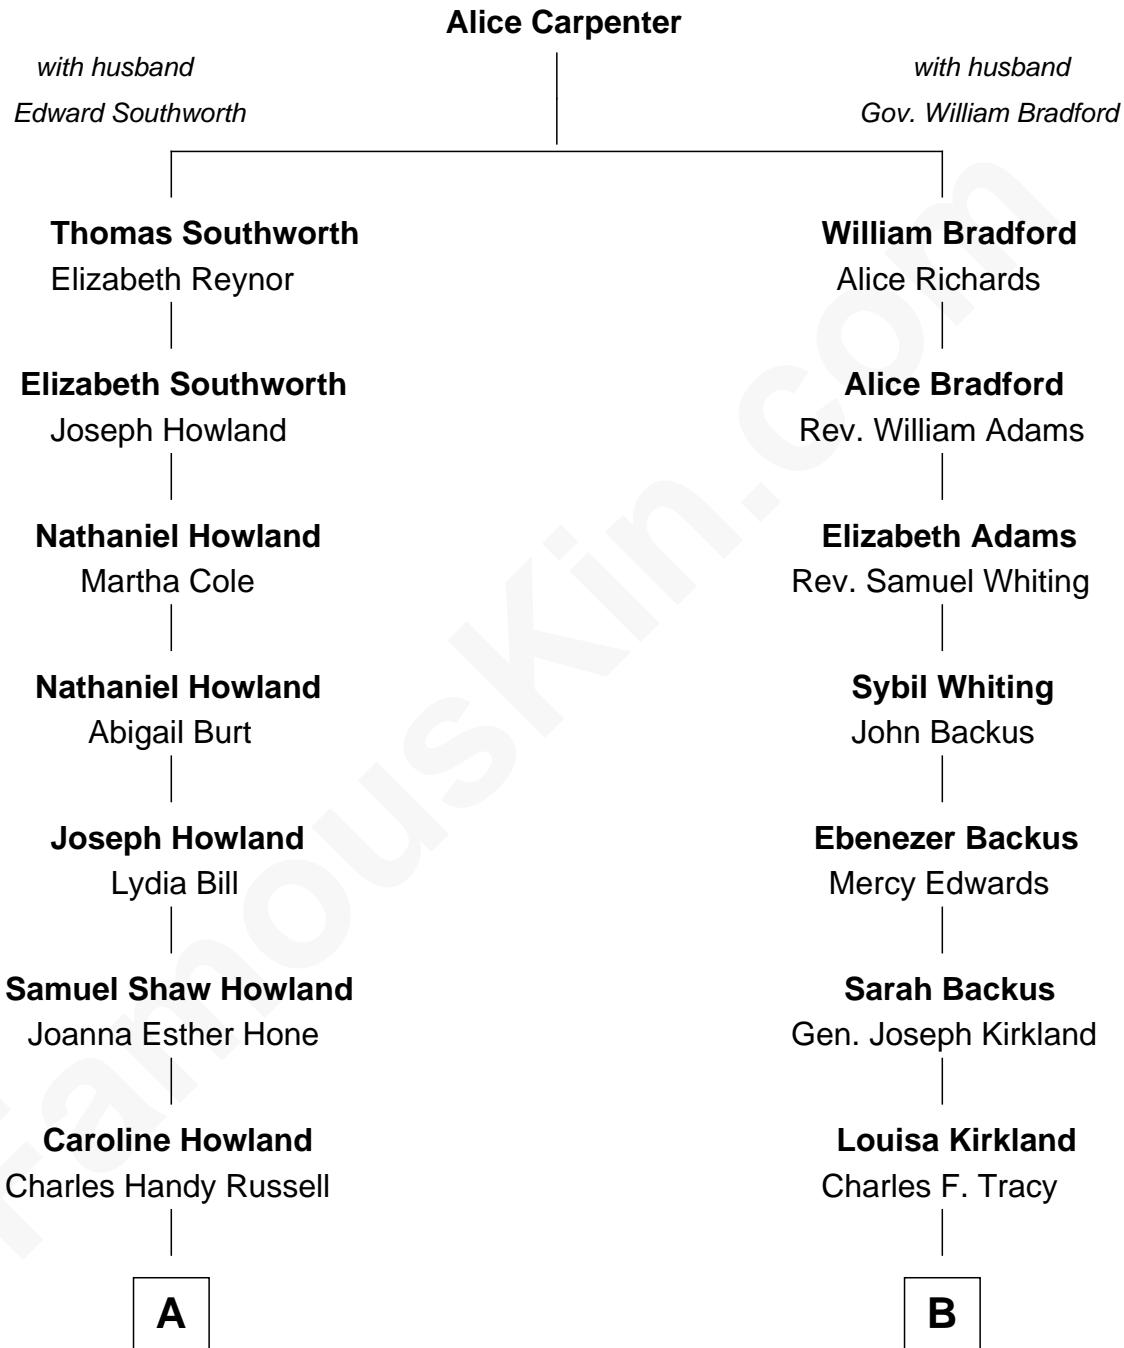 Alice Carpenter
with husband
Edward Southworth
with husband
Gov. William Bradford
Thomas Southworth
Elizabeth Reynor
William Bradford
Alice Richards
Elizabeth Southworth
Joseph Howland
Alice Bradford
Rev. William Adams
Nathaniel Howland
Martha Cole
Elizabeth Adams
Rev. Samuel Whiting
Nathaniel Howland
Abigail Burt
Sybil Whiting
John Backus
Joseph Howland
Lydia Bill
Ebenezer Backus
Mercy Edwards
Samuel Shaw Howland
Joanna Esther Hone
Sarah Backus
Gen. Joseph Kirkland
Caroline Howland
Charles Handy Russell
Louisa Kirkland
Charles F. Tracy
A
B
FamousKin.com